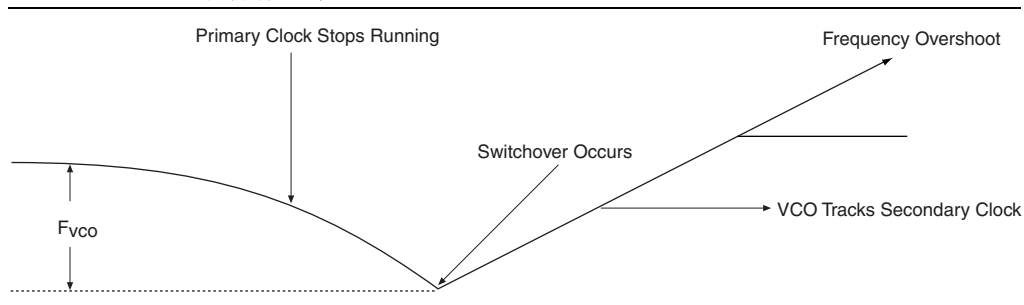 Primary Clock Stops Running
Frequency Overshoot
Switchover Occurs
VCO Tracks Secondary Clock
Fvco